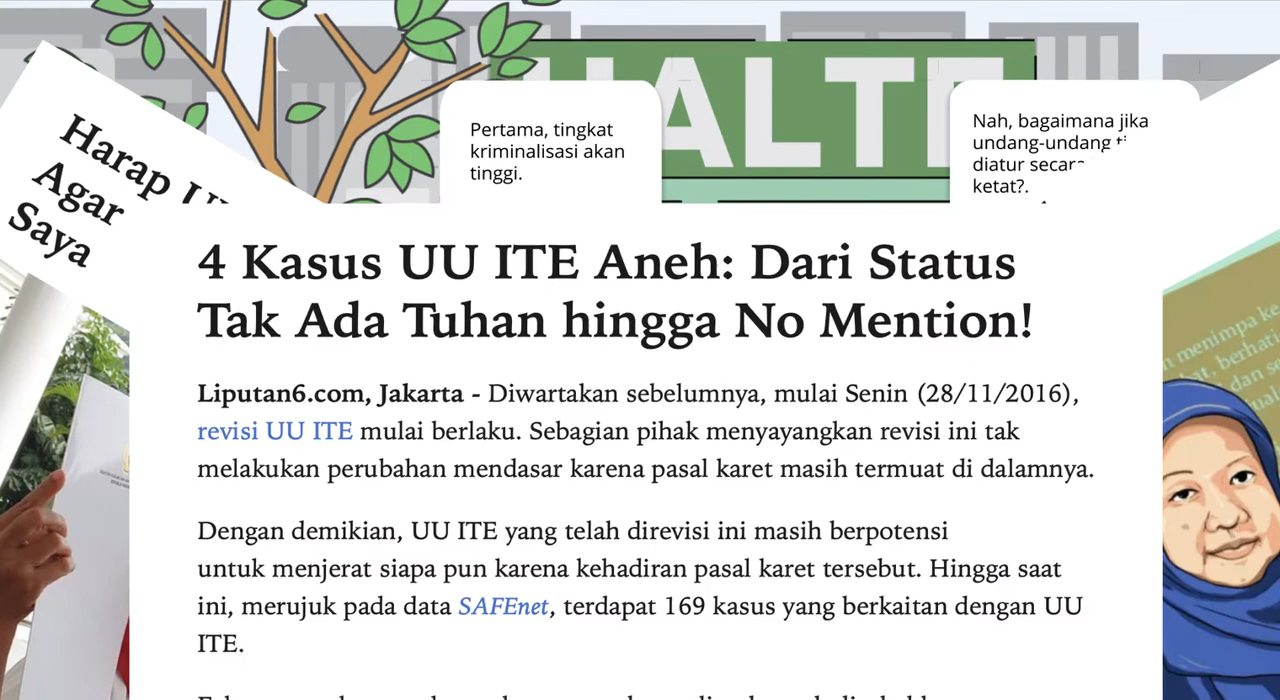 HALTE
Harap
Agar
Saya
Pertama, tingkat
kriminalisasi akan
tinggi.
Nah, bagaimana jika
undang-undang
diatur
ketat?.
4 Kasus UU ITE Aneh: Dari Status
Tak Ada Tuhan hingga No Mention!
Liputan6.com, Jakarta - Diwartakan sebelumnya, mulai Senin (28/11/2016),
revisi UU ITE mulai berlaku. Sebagian pihak menyayangkan revisi ini tak
melakukan perubahan mendasar karena pasal karet masih termuat di dalamnya.
Dengan demikian, UU ITE yang telah direvisi ini masih berpotensi
untuk menjerat siapa pun karena kehadiran pasal karet tersebut. Hingga saat
ini, merujuk pada data SAFEnet, terdapat 169 kasus yang berkaitan dengan UU
ITE.
menimpa
dan